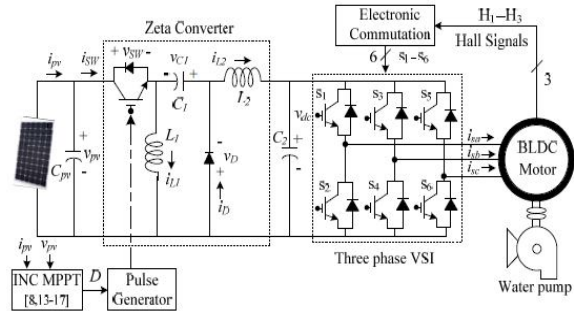 Zeta Converter
Electronic
Commutation
H1–H3
Hall Signals
6
s1–s6
3
ipv
iSW
+ vSW -
vC1
- +
C1
iL2
L2
L1
iL1
Cpv
+
vpv
-
vD
-
+
iD
C2
+
vdc
-
s1
s3
s5
s2
s4
s6
isa
isb
isc
BLDC
Motor
Three phase VSI
Water pump
ipv
vpv
INC MPPT
[8,13-17]
D
Pulse
Generator